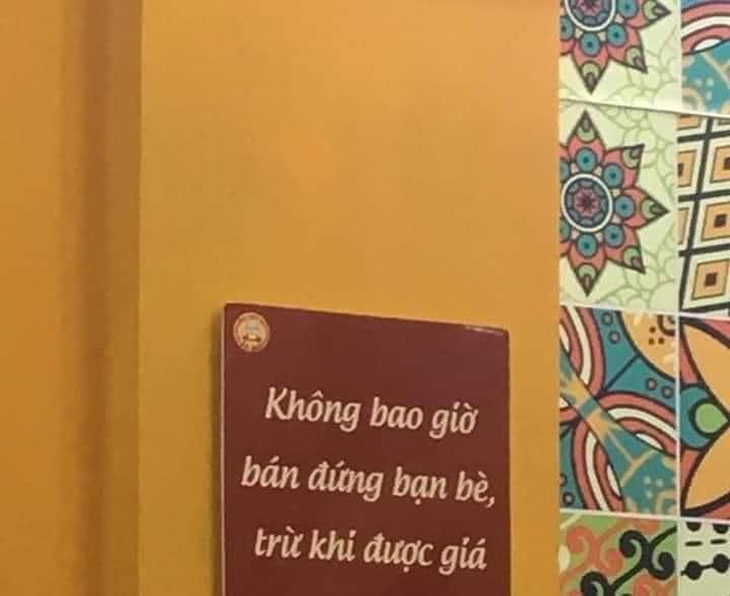 Không bao giờ
bán đứng bạn bè,
trừ khi được giá